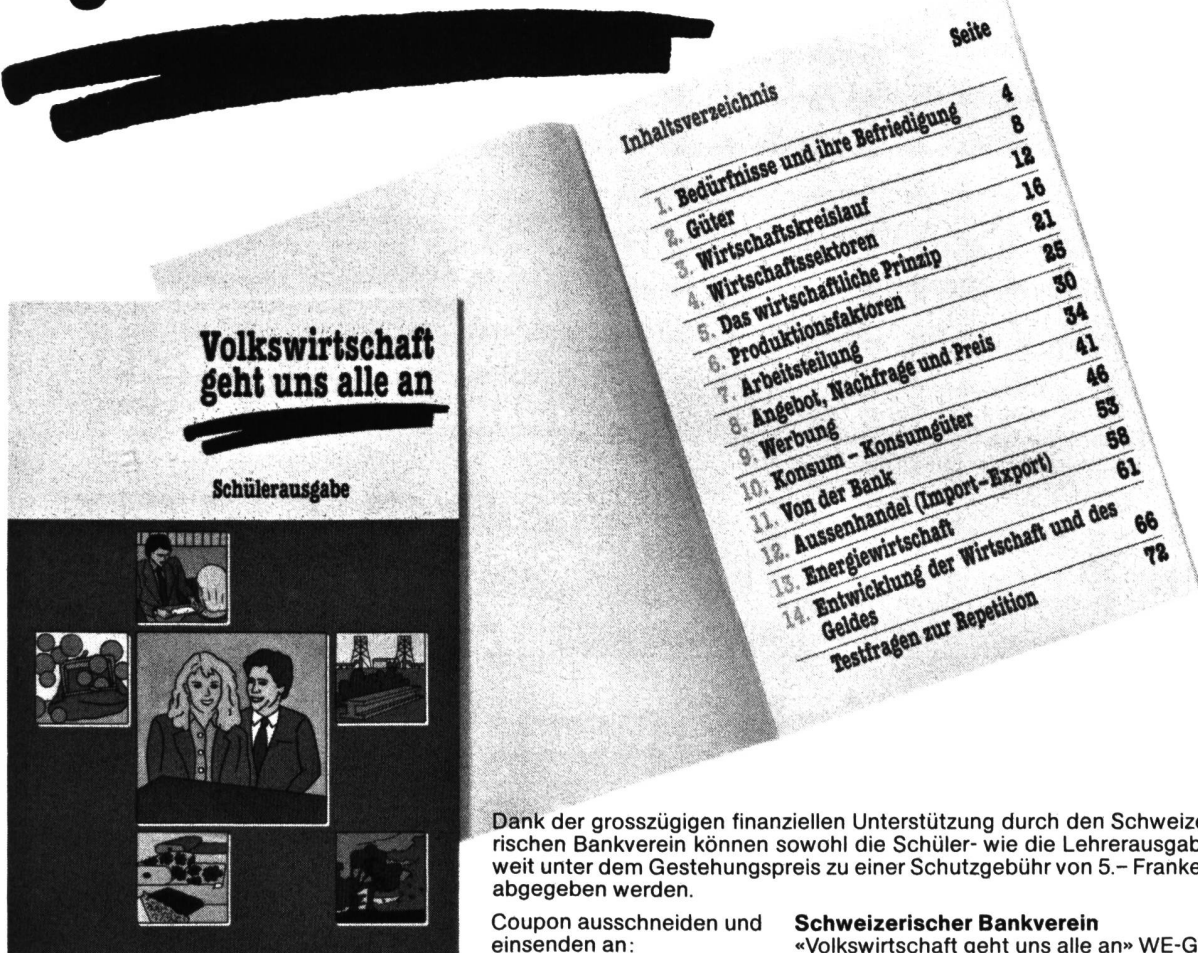 Seite
Inhaltsverzeichnis
1. Bedürfnisse und ihre Befriedigung 4
2. Güter 8
3. Wirtschaftskreislauf 12
4. Wirtschaftssektoren 16
5. Das wirtschaftliche Prinzip 21
6. Produktionsfaktoren 25
7. Arbeitsteilung 30
8. Angebot, Nachfrage und Preis 34
9. Werbung 41
10. Konsum – Konsumgüter 46
11. Von der Bank 53
12. Aussenhandel (Import–Export) 58
13. Energiewirtschaft 61
14. Entwicklung der Wirtschaft und des
Geldes 66
Testfragen zur Repetition 72
Volkswirtschaft
geht uns alle an
Schülerausgabe
Dank der grosszügigen finanziellen Unterstützung durch den Schweize
rischen Bankverein können sowohl die Schüler- wie die Lehrerausgab
weit unter dem Gestehungspreis zu einer Schutzgebühr von 5.– Franke
abgegeben werden.
Coupon ausschneiden und
einsenden an:
Schweizerischer Bankverein
«Volkswirtschaft geht uns alle an» WE-G